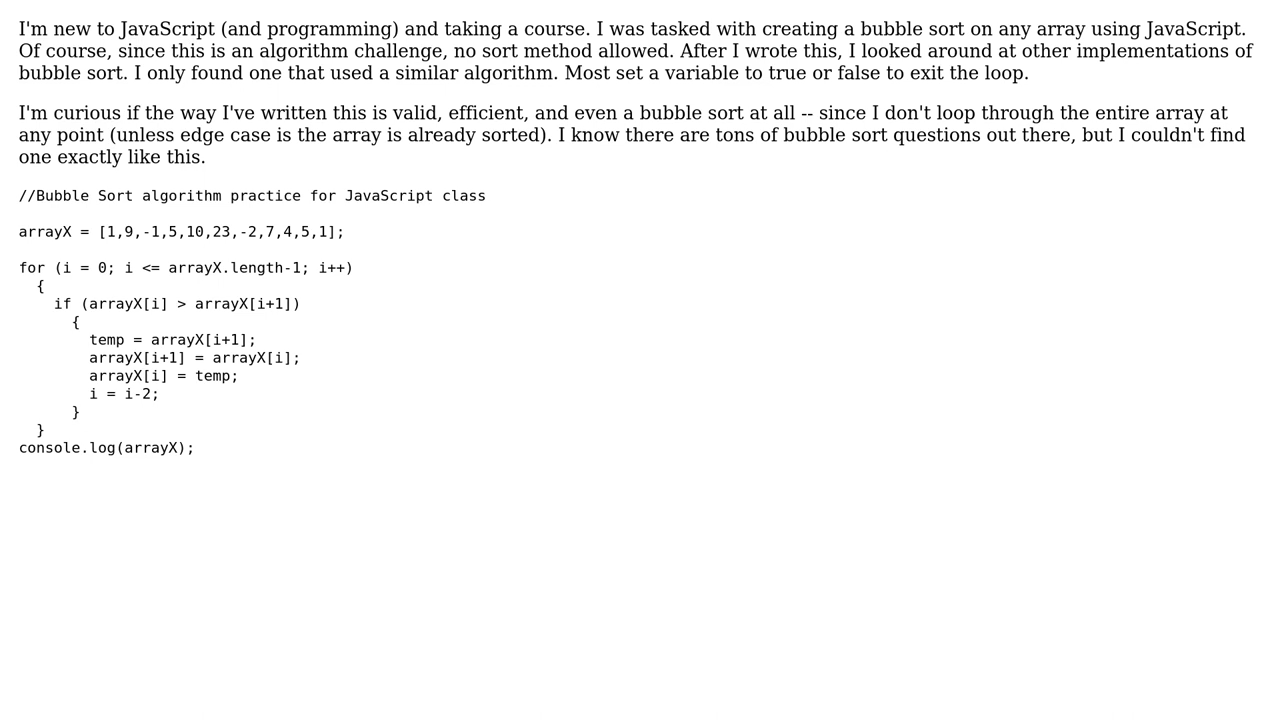 I'm new to JavaScript (and programming) and taking a course. I was tasked with creating a bubble sort on any array using JavaScript.
Of course, since this is an algorithm challenge, no sort method allowed. After I wrote this, I looked around at other implementations of
bubble sort. I only found one that used a similar algorithm. Most set a variable to true or false to exit the loop.
I'm curious if the way I've written this is valid, efficient, and even a bubble sort at all -- since I don't loop through the entire array at
any point (unless edge case is the array is already sorted). I know there are tons of bubble sort questions out there, but I couldn't find
one exactly like this.
//Bubble Sort algorithm practice for JavaScript class
arrayX = [1,9,-1,5,10,23,-2,7,4,5,1];
for (i = 0; i <= arrayX.length-1; i++)
  {
    if (arrayX[i] > arrayX[i+1])
      {
        temp = arrayX[i+1];
        arrayX[i+1] = arrayX[i];
        arrayX[i] = temp;
        i = i-2;
      }
  }
console.log(arrayX);